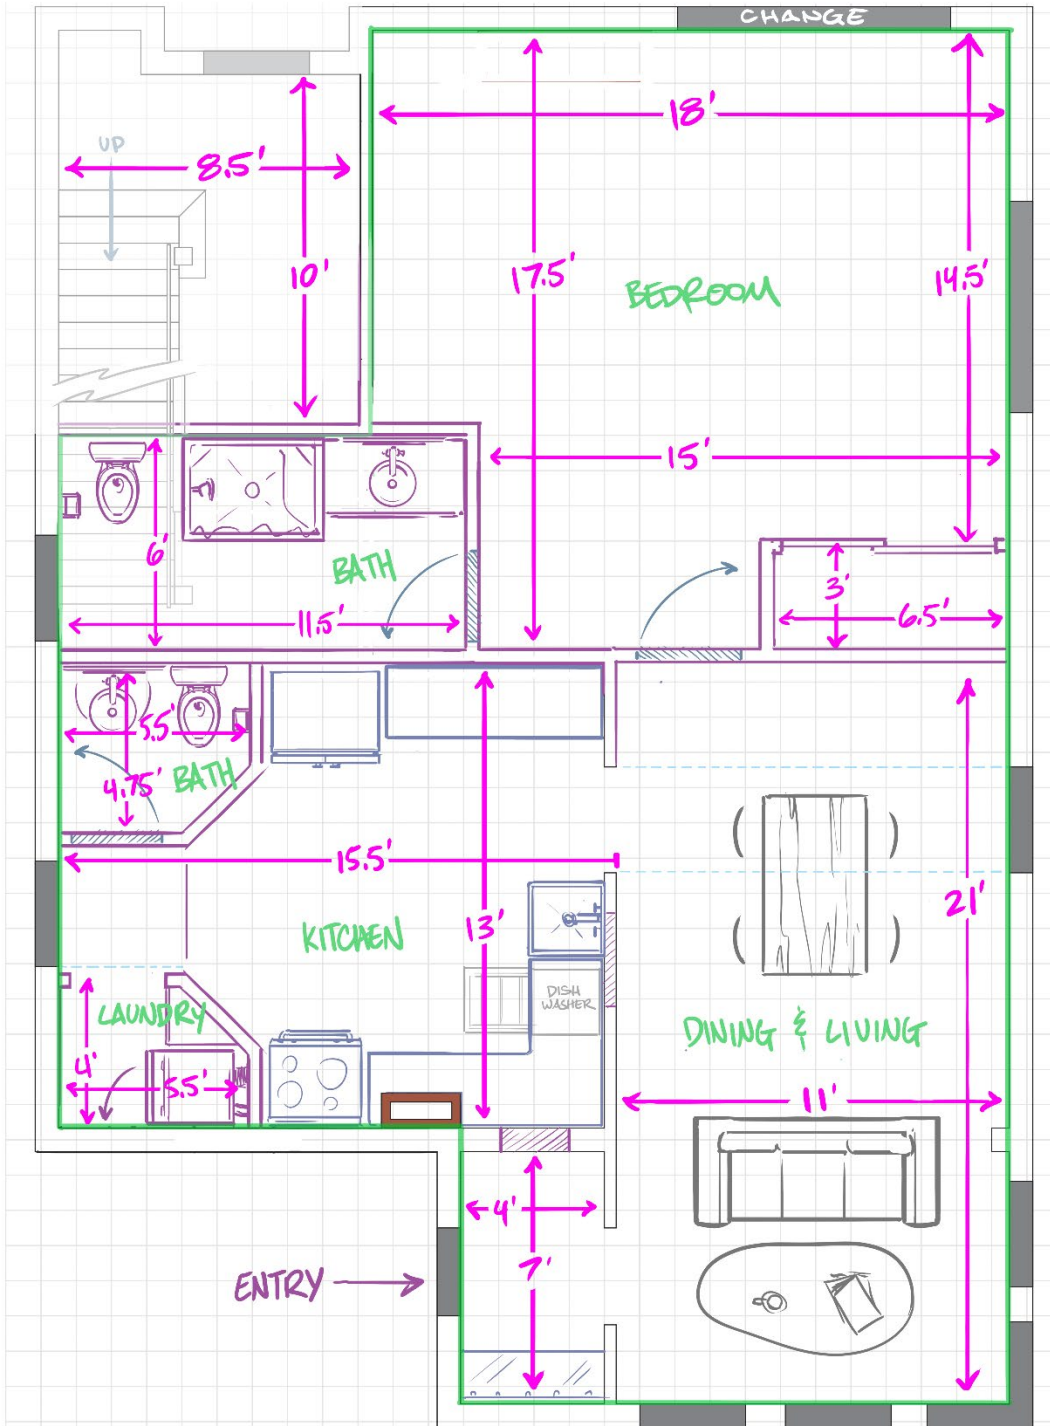 CHANGE
18'
UP
8.5'
10'
17.5'
BEDROOM
14.5'
15'
6'
BATH
3'
11.5'
6.5'
5.5'
4.75'
BATH
15.5'
13'
21'
KITCHEN
DISH
WASHER
LAUNDRY
DINING & LIVING
4'
5.5'
11'
4'
7'
ENTRY